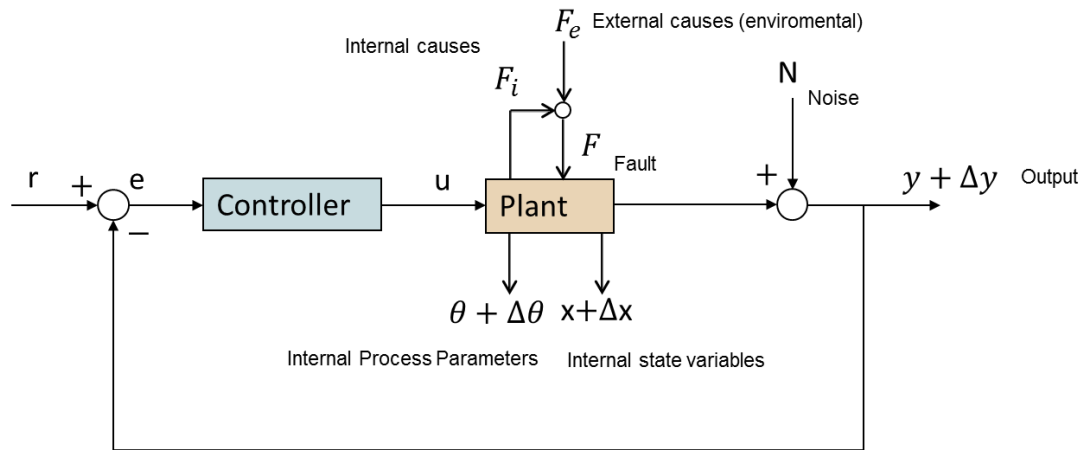 F_e External causes (enviromental)
Internal causes
F_i
N
Noise
F
Fault
r + e
Controller
u
Plant
+
y + Δy Output
−
θ + Δθ x+Δx
Internal Process Parameters Internal state variables